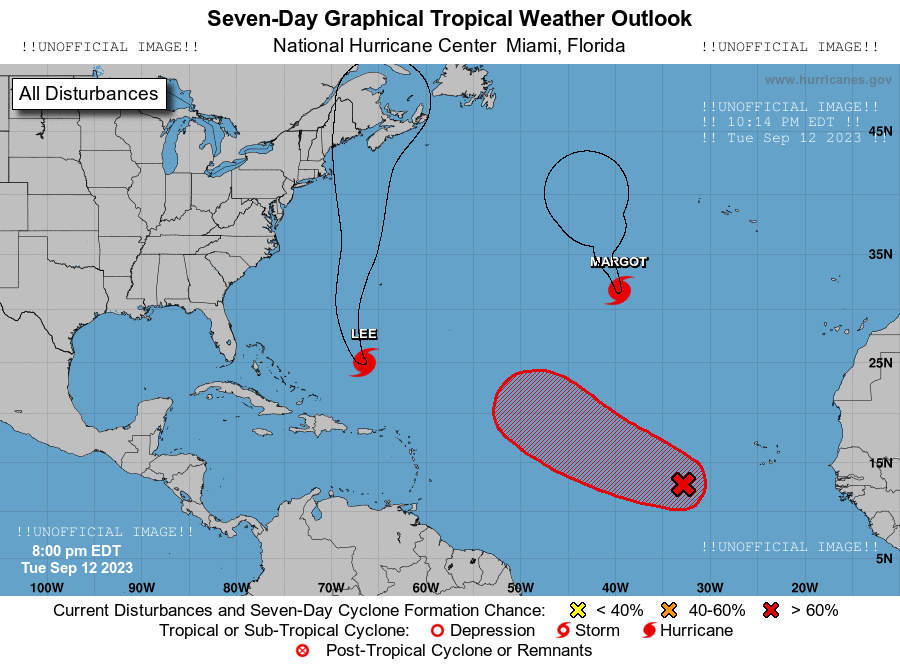 Seven-Day Graphical Tropical Weather Outlook
!!UNOFFICIAL IMAGE!! National Hurricane Center Miami, Florida !!UNOFFICIAL IMAGE!!
All Disturbances
www.hurricanes.gov
!!UNOFFICIAL IMAGE!!
!! 10:14 PM EDT !!
!! Tue Sep 12 2023 !!
45N
35N
MARGOT
LEE
25N
15N
!!UNOFFICIAL IMAGE!!
8:00 pm EDT
Tue Sep 12 2023
!!UNOFFICIAL IMAGE!!
5N
100W 90W 80W 70W 60W 50W 40W 30W 20W
Current Disturbances and Seven-Day Cyclone Formation Chance: < 40% 40-60% > 60%
Tropical or Sub-Tropical Cyclone: Depression Storm Hurricane
Post-Tropical Cyclone or Remnants